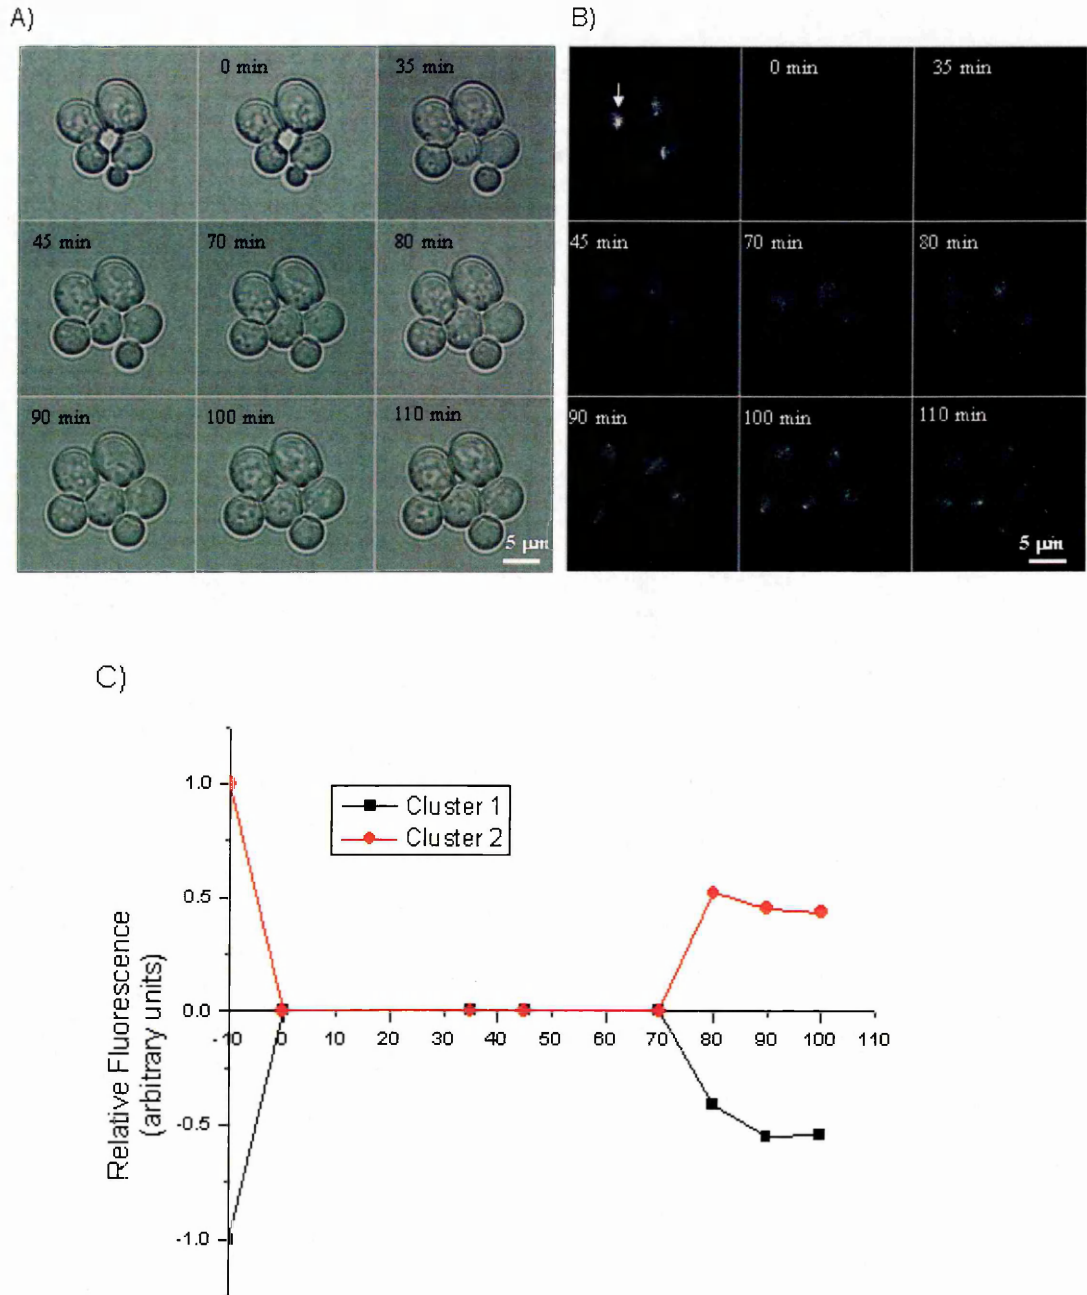 A)
B)
0 min
35 min
45 min
70 min
80 min
90 min
100 min
110 min
5 µm
0 min
35 min
45 min
70 min
80 min
90 min
100 min
110 min
5 µm
C)
Cluster 1
Cluster 2
Relative Fluorescence
(arbitrary units)
1.0
0.5
0.0
-0.5
-1.0
-10 0 10 20 30 40 50 60 70 80 90 100 110